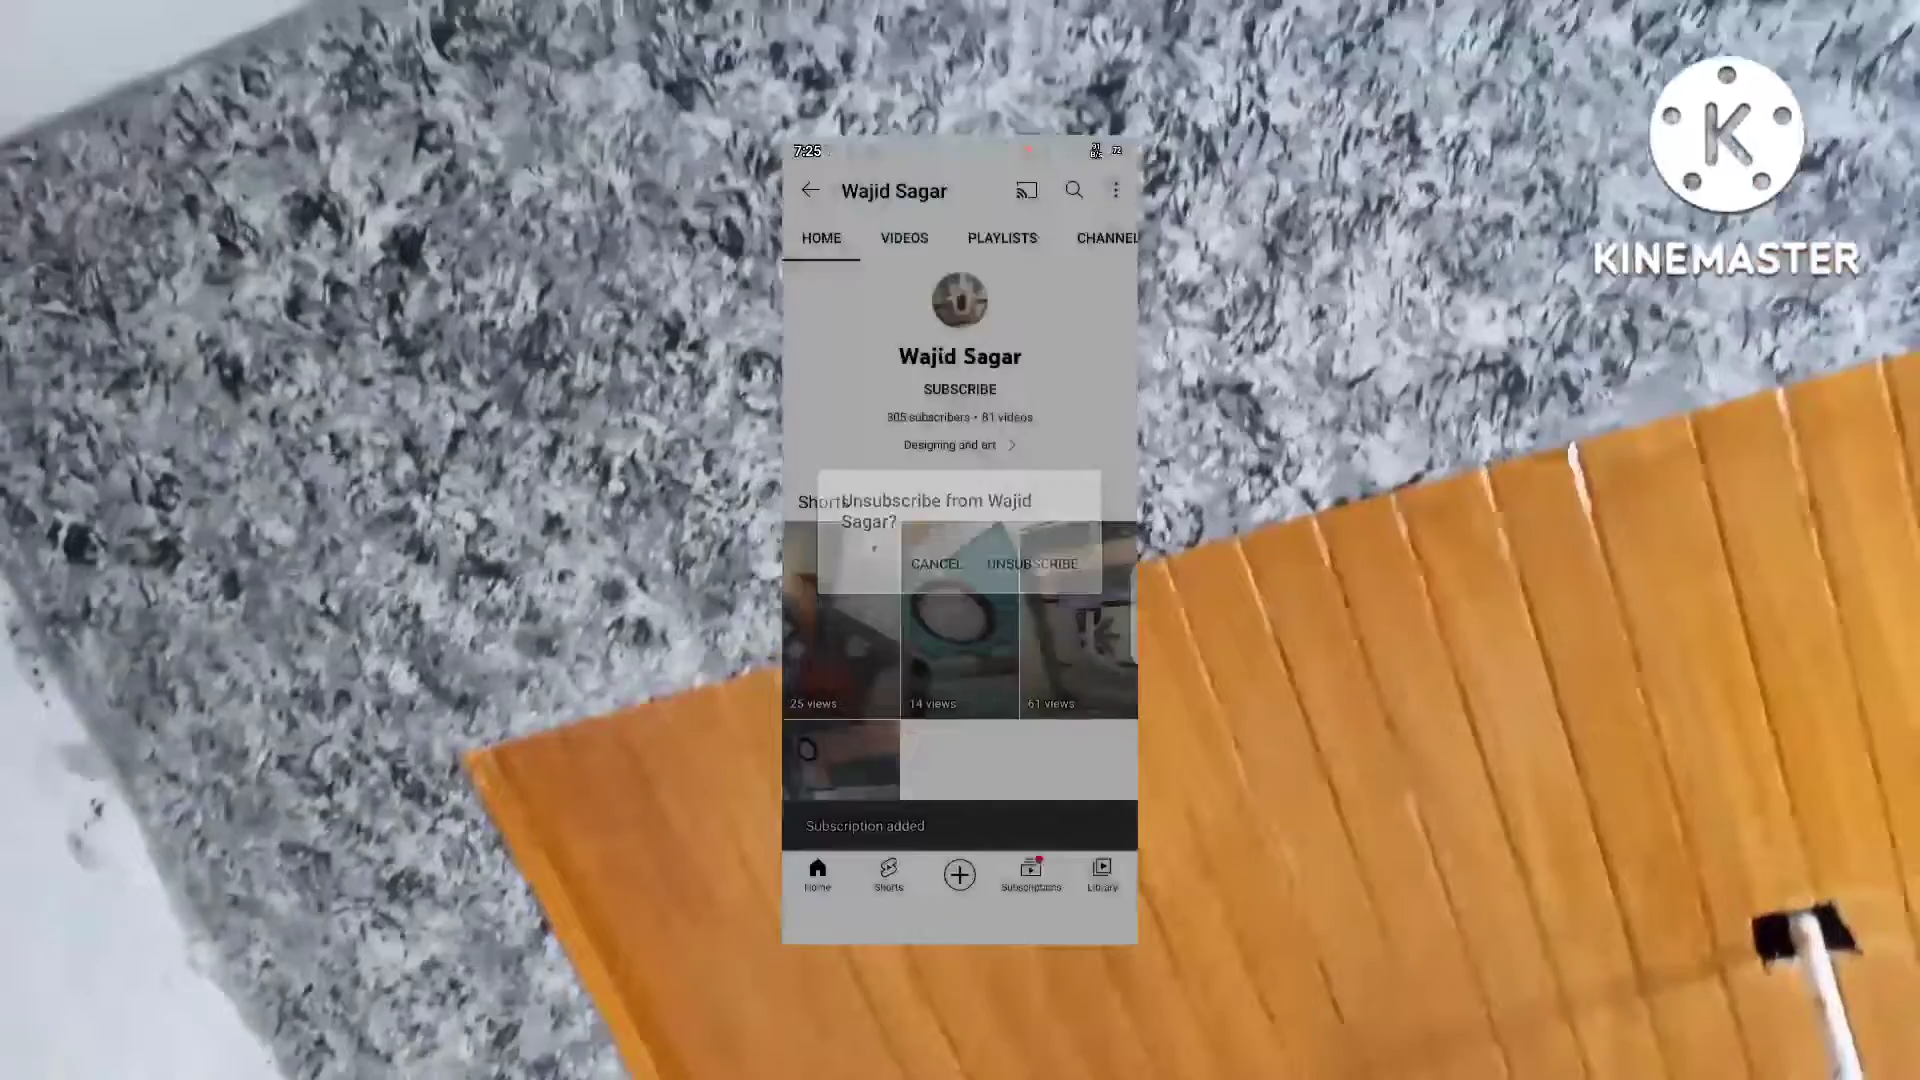 7:25
72
Wajid Sagar
KINEMASTER
HOME VIDEOS PLAYLISTS CHANNEL
Wajid Sagar
SUBSCRIBE
305 subscribers • 81 videos
Designing and art
Shorts
Unsubscribe from Wajid
Sagar?
CANCEL UNSUBSCRIBE
25 views 14 views 61 views
Subscription added
Home Shorts Subscriptions Library